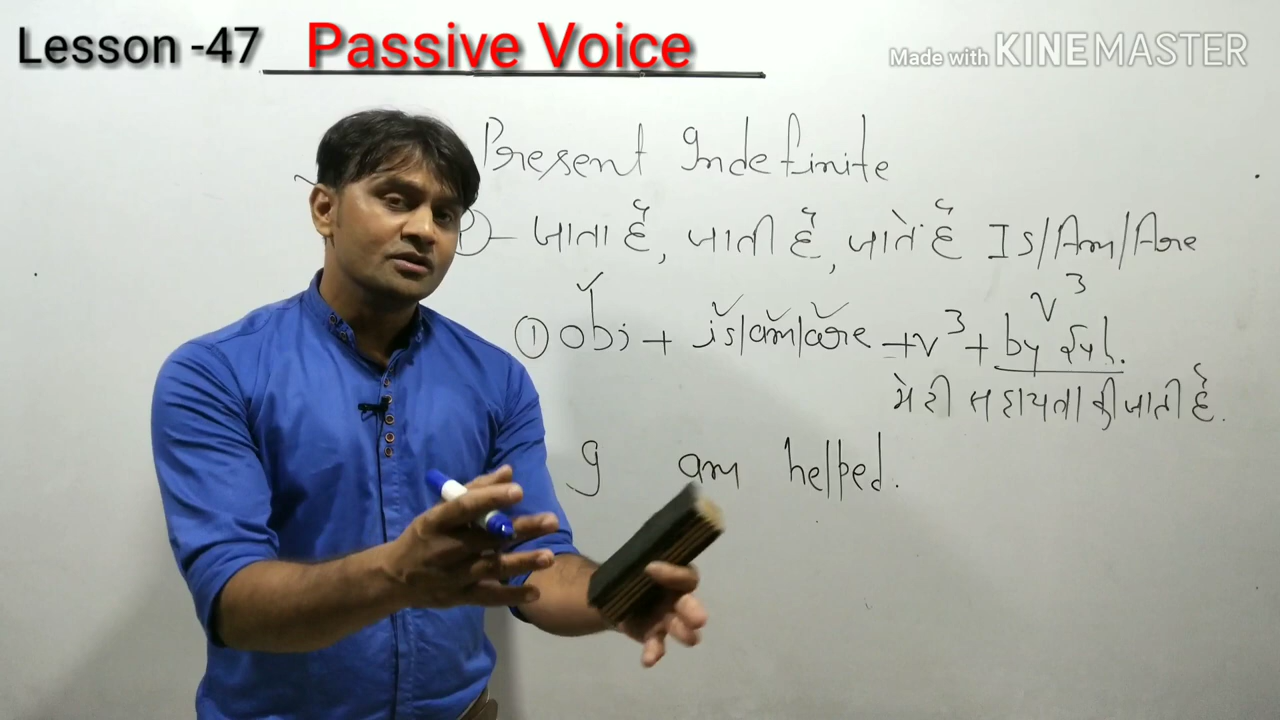 Lesson -47 Passive Voice
Made with KINEMASTER
Present Indefinite
- जाता है, जाती है, जाते है Is/Am/Are
V³
① obj + is/am/are + v³ + by Sub.
मेरी सहायता की जाती है.
I am helped.